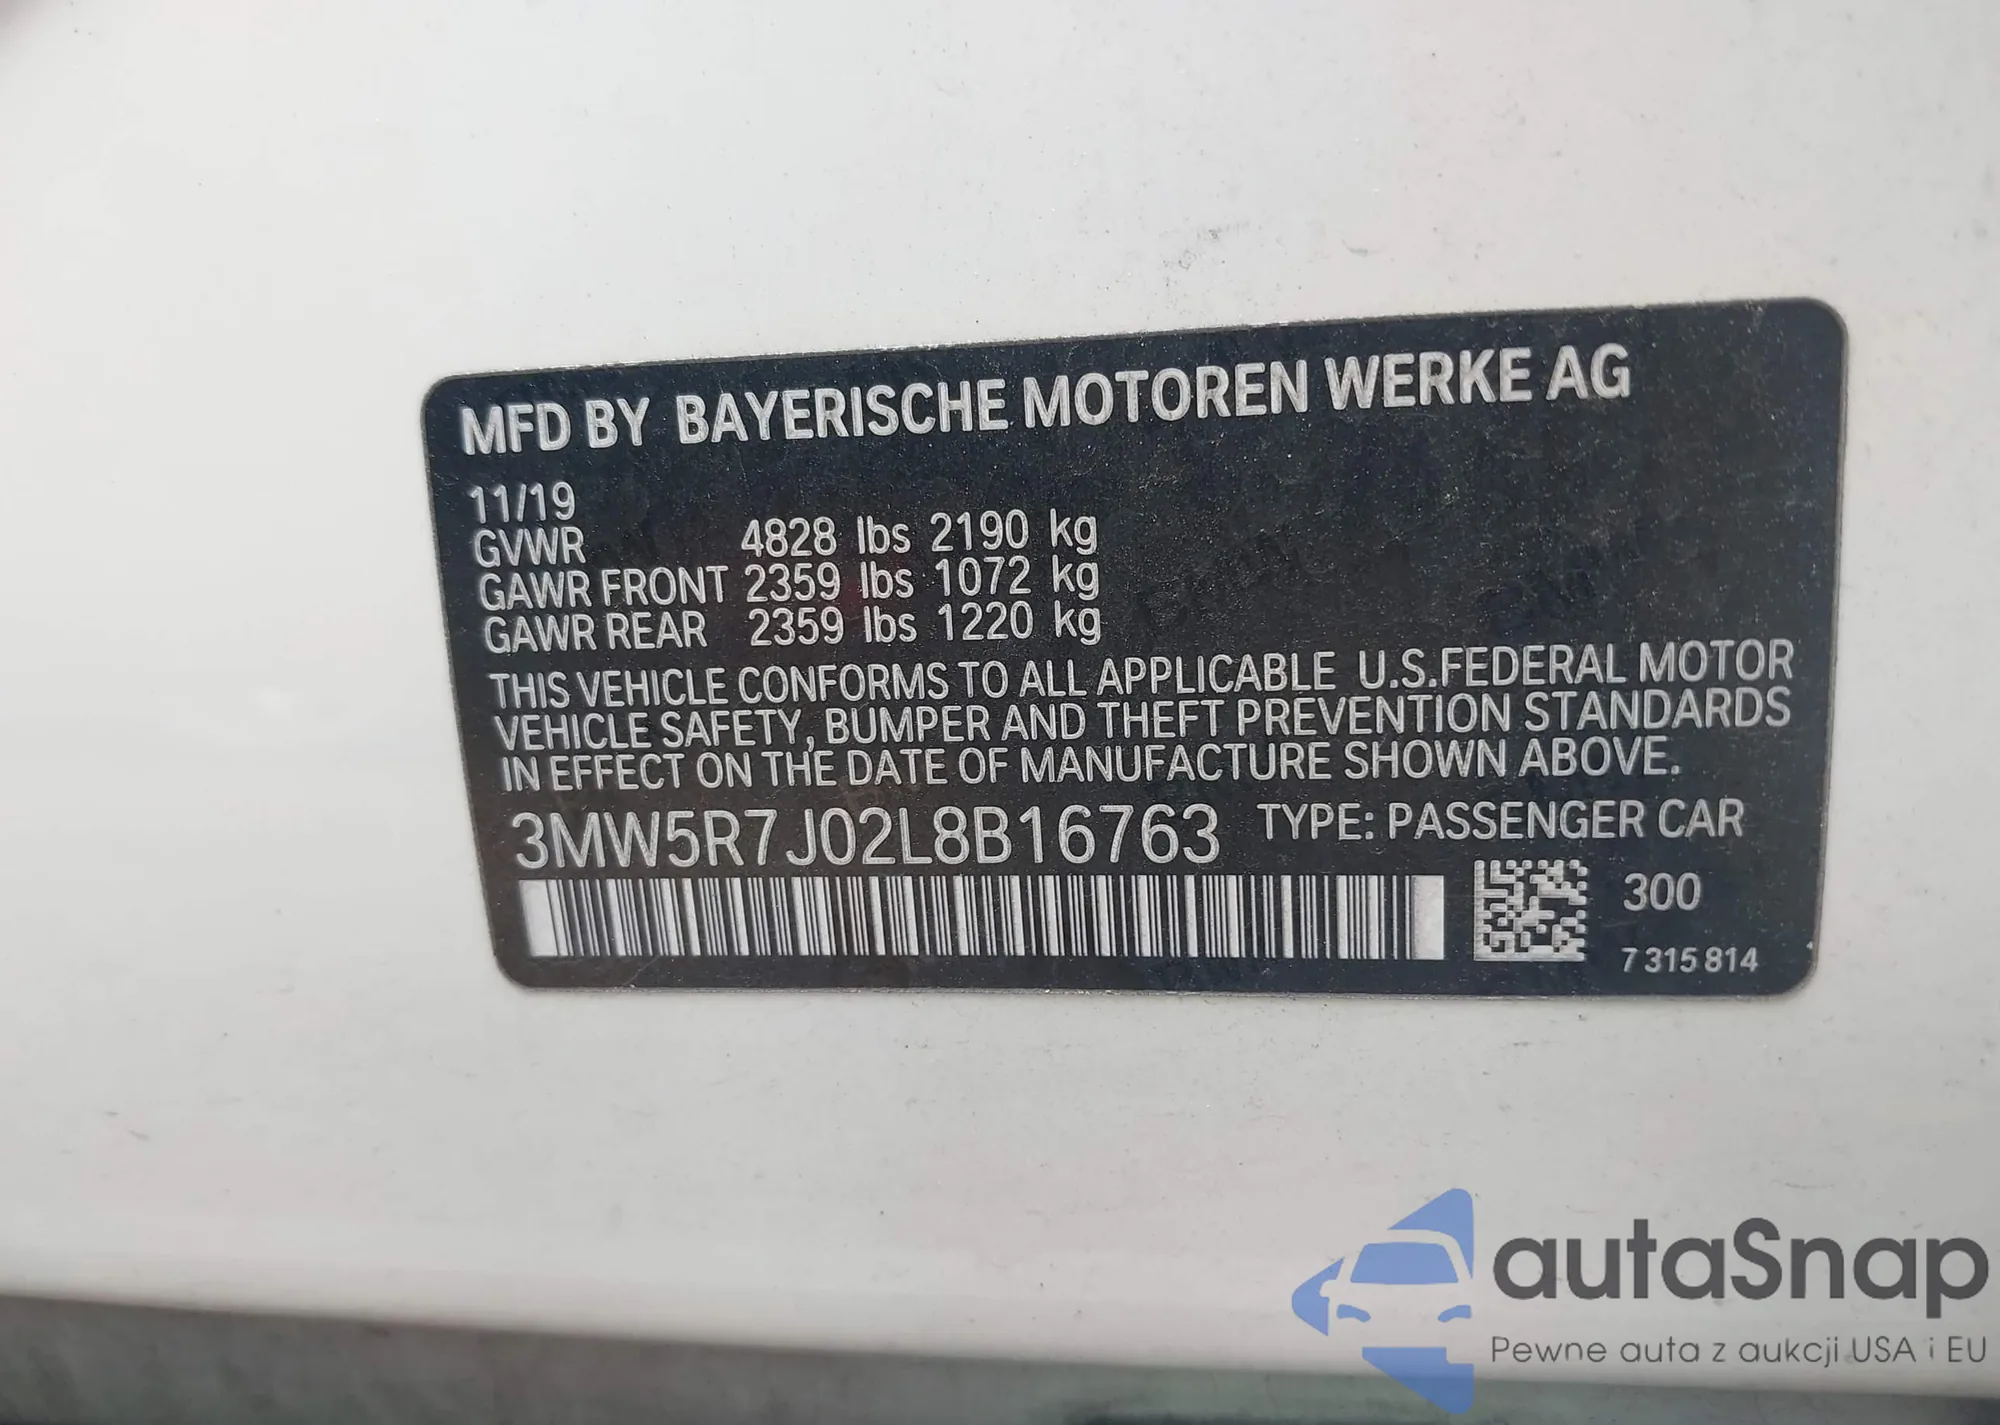 MFD BY BAYERISCHE MOTOREN WERKE AG
11/19
GVWR 4828 lbs 2190 kg
GAWR FRONT 2359 lbs 1072 kg
GAWR REAR 2359 lbs 1220 kg
THIS VEHICLE CONFORMS TO ALL APPLICABLE U.S.FEDERAL MOTOR
VEHICLE SAFETY, BUMPER AND THEFT PREVENTION STANDARDS
IN EFFECT ON THE DATE OF MANUFACTURE SHOWN ABOVE.
3MW5R7J02L8B16763 TYPE: PASSENGER CAR
300
7 315 814
autaSnap
Pewne auta z aukcji USA i EU